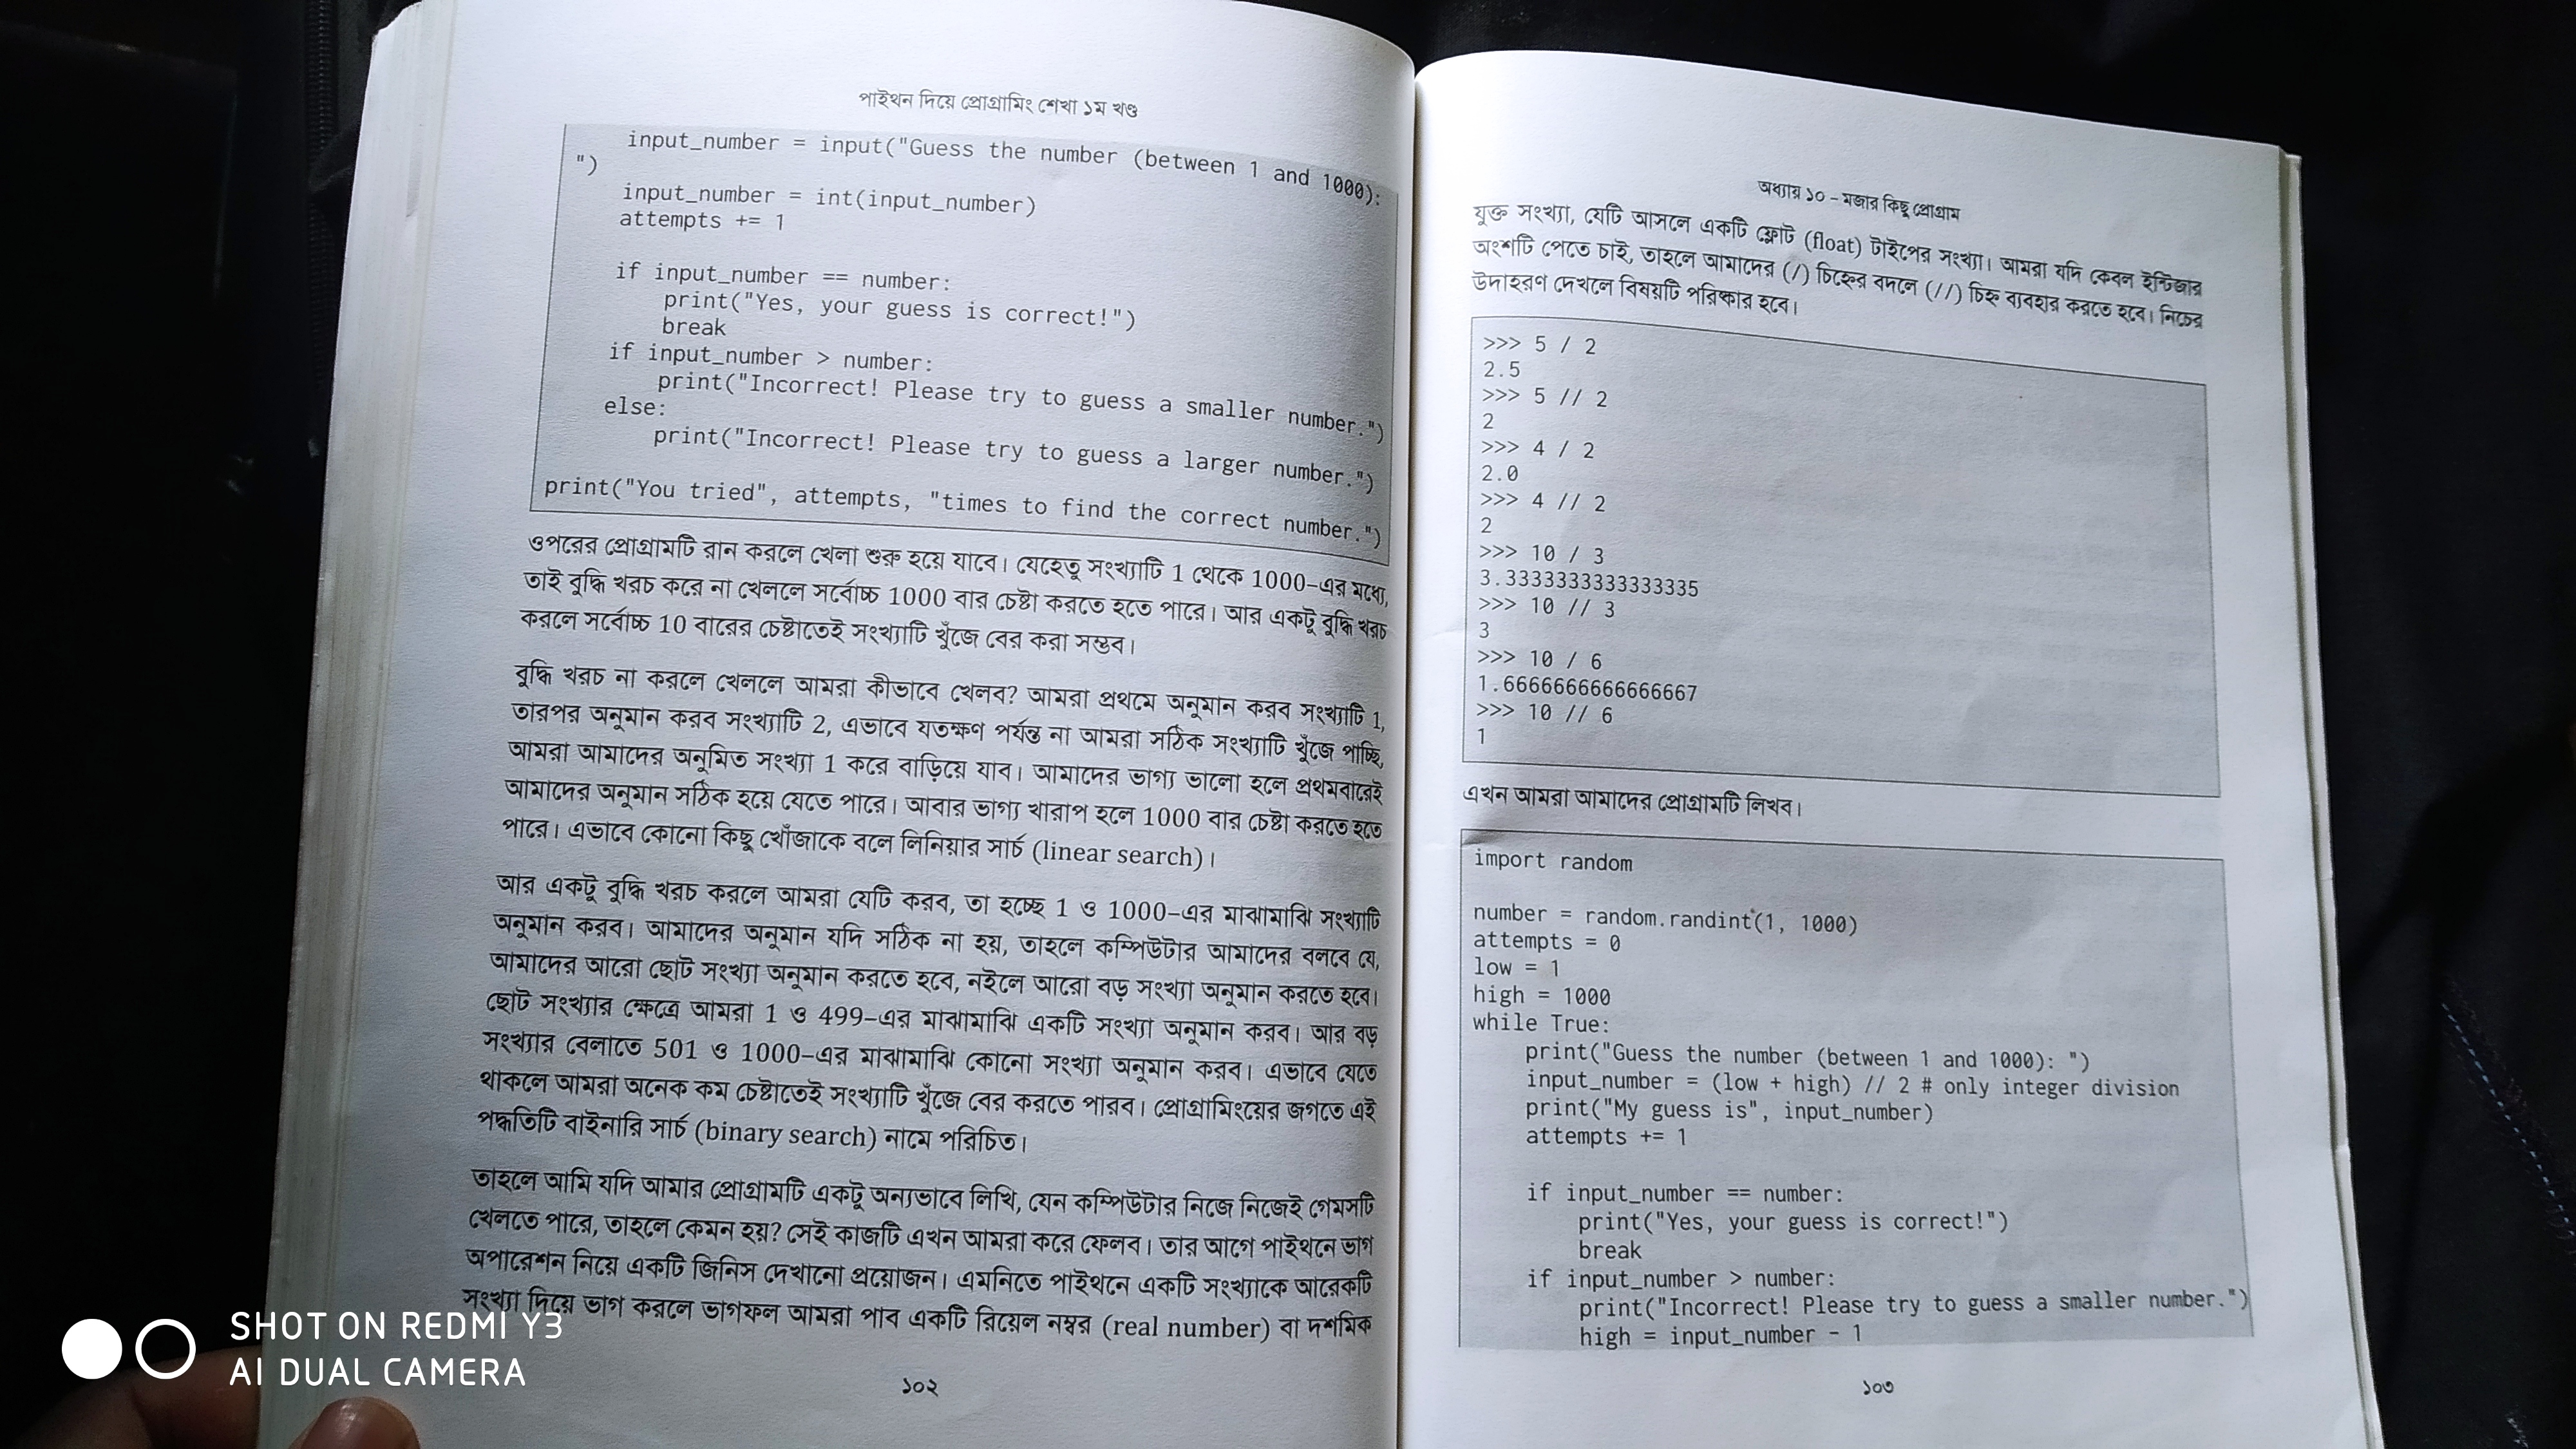 পাইথন দিয়ে প্রোগ্রামিং শেখা ১ম খণ্ড
input_number = input("Guess the number (between 1 and 1000):
")
input_number = int(input_number)
attempts += 1
if input_number == number:
print("Yes, your guess is correct!")
break
if input_number > number:
print("Incorrect! Please try to guess a smaller number.")
else:
print("Incorrect! Please try to guess a larger number.")
print("You tried", attempts, "times to find the correct number.")
ওপরের প্রোগ্রামটি রান করলে খেলা শুরু হয়ে যাবে। যেহেতু সংখ্যাটি 1 থেকে 1000-এর মধ্যে,
তাই বুদ্ধি খরচ করে না খেললে সর্বোচ্চ 1000 বার চেষ্টা করতে হতে পারে। আর একটু বুদ্ধি খরচ
করলে সর্বোচ্চ 10 বারের চেষ্টাতেই সংখ্যাটি খুঁজে বের করা সম্ভব।
বুদ্ধি খরচ না করলে খেললে আমরা কীভাবে খেলব? আমরা প্রথমে অনুমান করব সংখ্যাটি 1,
তারপর অনুমান করব সংখ্যাটি 2, এভাবে যতক্ষণ পর্যন্ত না আমরা সঠিক সংখ্যাটি খুঁজে পাচ্ছি,
আমরা আমাদের অনুমিত সংখ্যা 1 করে বাড়িয়ে যাব। আমাদের ভাগ্য ভালো হলে প্রথমবারেই
আমাদের অনুমান সঠিক হয়ে যেতে পারে। আবার ভাগ্য খারাপ হলে 1000 বার চেষ্টা করতে হতে
পারে। এভাবে কোনো কিছু খোঁজাকে বলে লিনিয়ার সার্চ (linear search)।
আর একটু বুদ্ধি খরচ করলে আমরা যেটি করব, তা হচ্ছে 1 ও 1000-এর মাঝামাঝি সংখ্যাটি
অনুমান করব। আমাদের অনুমান যদি সঠিক না হয়, তাহলে কম্পিউটার আমাদের বলবে যে,
আমাদের আরো ছোট সংখ্যা অনুমান করতে হবে, নইলে আরো বড় সংখ্যা অনুমান করতে হবে।
ছোট সংখ্যার ক্ষেত্রে আমরা 1 ও 499-এর মাঝামাঝি একটি সংখ্যা অনুমান করব। আর বড়
সংখ্যার বেলাতে 501 ও 1000-এর মাঝামাঝি কোনো সংখ্যা অনুমান করব। এভাবে যেতে
থাকলে আমরা অনেক কম চেষ্টাতেই সংখ্যাটি খুঁজে বের করতে পারব। প্রোগ্রামিংয়ের জগতে এই
পদ্ধতিটি বাইনারি সার্চ (binary search) নামে পরিচিত।
তাহলে আমি যদি আমার প্রোগ্রামটি একটু অন্যভাবে লিখি, যেন কম্পিউটার নিজে নিজেই গেমসটি
খেলতে পারে, তাহলে কেমন হয়? সেই কাজটি এখন আমরা করে ফেলব। তার আগে পাইথনে ভাগ
অপারেশন নিয়ে একটি জিনিস দেখানো প্রয়োজন। এমনিতে পাইথনে একটি সংখ্যাকে আরেকটি
সংখ্যা দিয়ে ভাগ করলে ভাগফল আমরা পাব একটি রিয়েল নম্বর (real number) বা দশমিক
১০২
অধ্যায় ১০ - মজার কিছু প্রোগ্রাম
যুক্ত সংখ্যা, যেটি আসলে একটি ফ্লোট (float) টাইপের সংখ্যা। আমরা যদি কেবল ইন্টিজার
অংশটি পেতে চাই, তাহলে আমাদের (/) চিহ্নের বদলে (//) চিহ্ন ব্যবহার করতে হবে। নিচের
উদাহরণ দেখলে বিষয়টি পরিষ্কার হবে।
>>> 5 / 2
2.5
>>> 5 // 2
2
>>> 4 / 2
2.0
>>> 4 // 2
2
>>> 10 / 3
3.3333333333333335
>>> 10 // 3
3
>>> 10 / 6
1.6666666666666667
>>> 10 // 6
1
এখন আমরা আমাদের প্রোগ্রামটি লিখব।
import random
number = random.randint(1, 1000)
attempts = 0
low = 1
high = 1000
while True:
print("Guess the number (between 1 and 1000): ")
input_number = (low + high) // 2 # only integer division
print("My guess is", input_number)
attempts += 1
if input_number == number:
print("Yes, your guess is correct!")
break
if input_number > number:
print("Incorrect! Please try to guess a smaller number.")
high = input_number - 1
১০৩
SHOT ON REDMI Y3
AI DUAL CAMERA